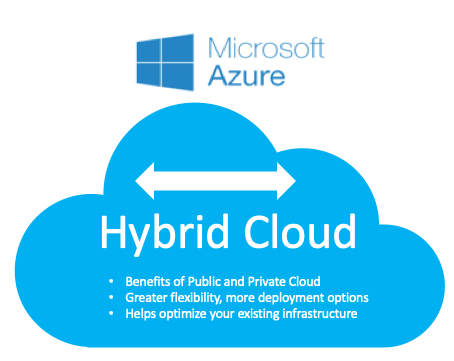 Microsoft
Azure
Hybrid Cloud
• Benefits of Public and Private Cloud
• Greater flexibility, more deployment options
• Helps optimize your existing infrastructure